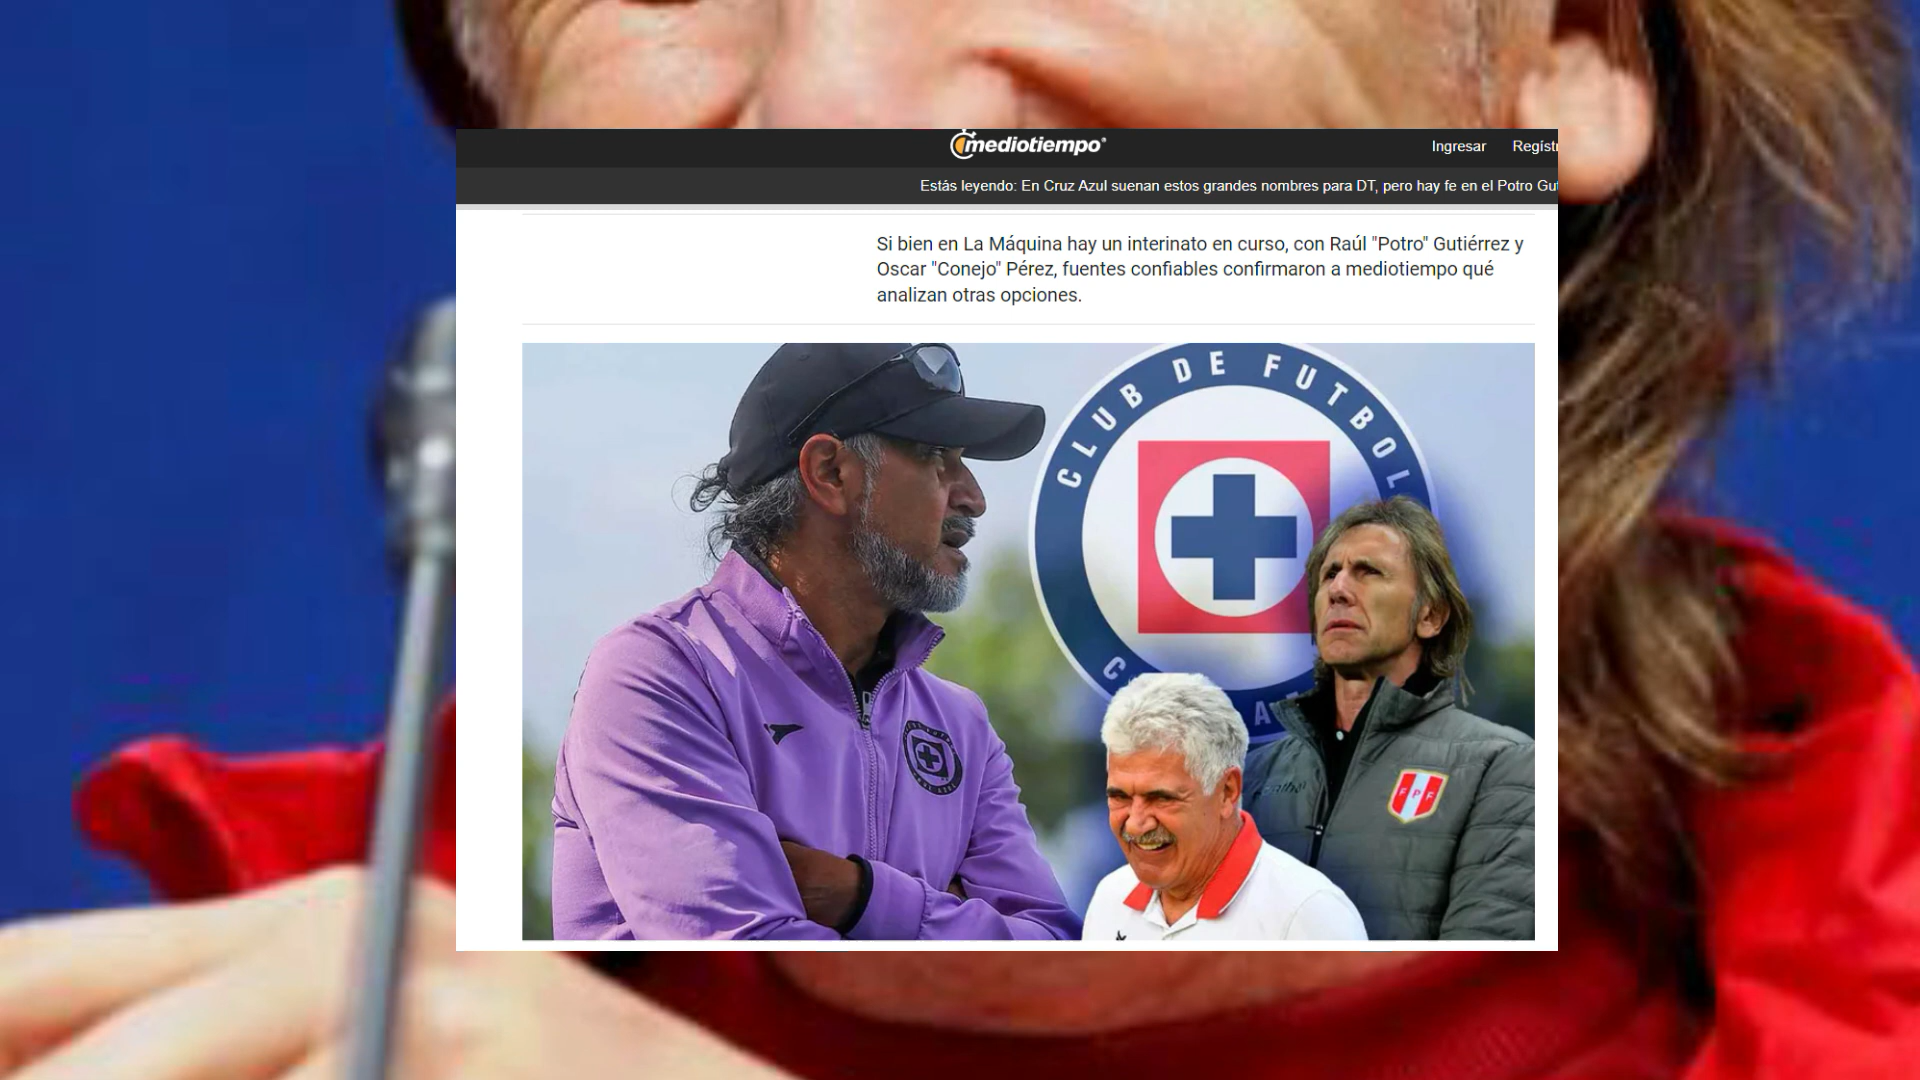 mediotiempo
Ingresar Regístr
Estás leyendo: En Cruz Azul suenan estos grandes nombres para DT, pero hay fe en el Potro Gut
Si bien en La Máquina hay un interinato en curso, con Raúl "Potro" Gutiérrez y
Oscar "Conejo" Pérez, fuentes confiables confirmaron a mediotiempo qué
analizan otras opciones.
CLUB DE FUTBOL
C
A
FPF